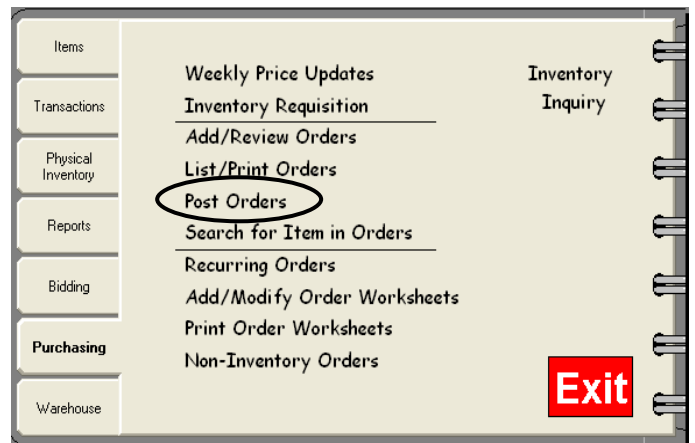 Items
Transactions
Physical
Inventory
Reports
Bidding
Purchasing
Warehouse
Weekly Price Updates
Inventory Requisition
Add/Review Orders
List/Print Orders
Post Orders
Search for Item in Orders
Recurring Orders
Add/Modify Order Worksheets
Print Order Worksheets
Non-Inventory Orders
Inventory
Inquiry
Exit